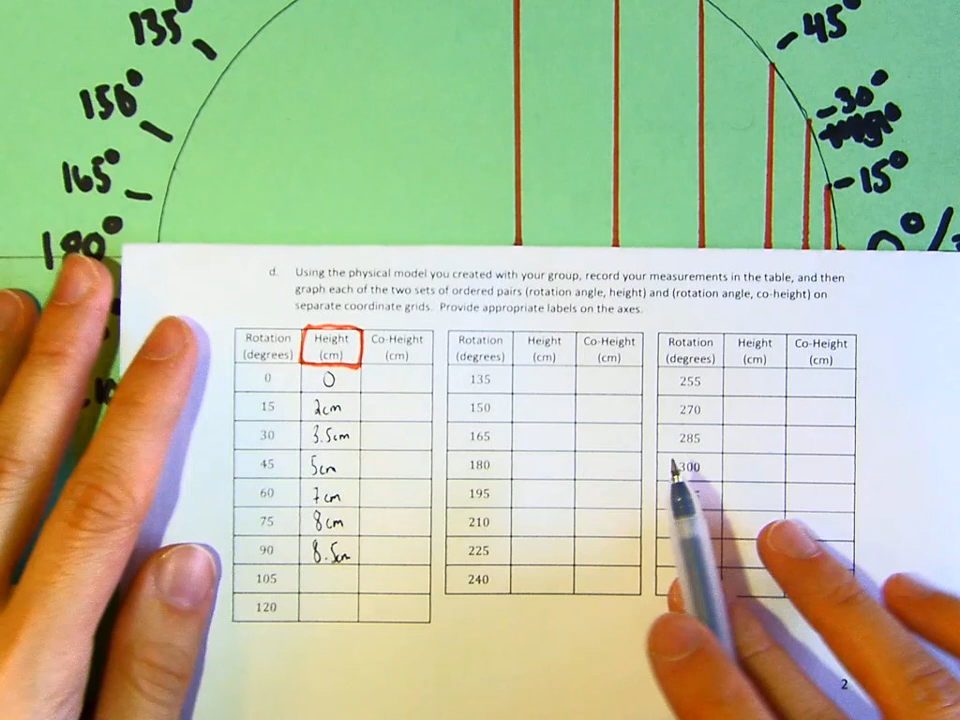 135°
-45°
150°
-30°
165°
-15°
180°
0°/
d. Using the physical model you created with your group, record your measurements in the table, and then
graph each of the two sets of ordered pairs (rotation angle, height) and (rotation angle, co-height) on
separate coordinate grids. Provide appropriate labels on the axes.
Rotation (degrees) Height (cm) Co-Height (cm) Rotation (degrees) Height (cm) Co-Height (cm) Rotation (degrees) Height (cm) Co-Height (cm)
0 0 135 255
15 2cm 150 270
30 3.5cm 165 285
45 5cm 180 300
60 7cm 195
75 8cm 210
90 8.5cm 225
105 240
120
2